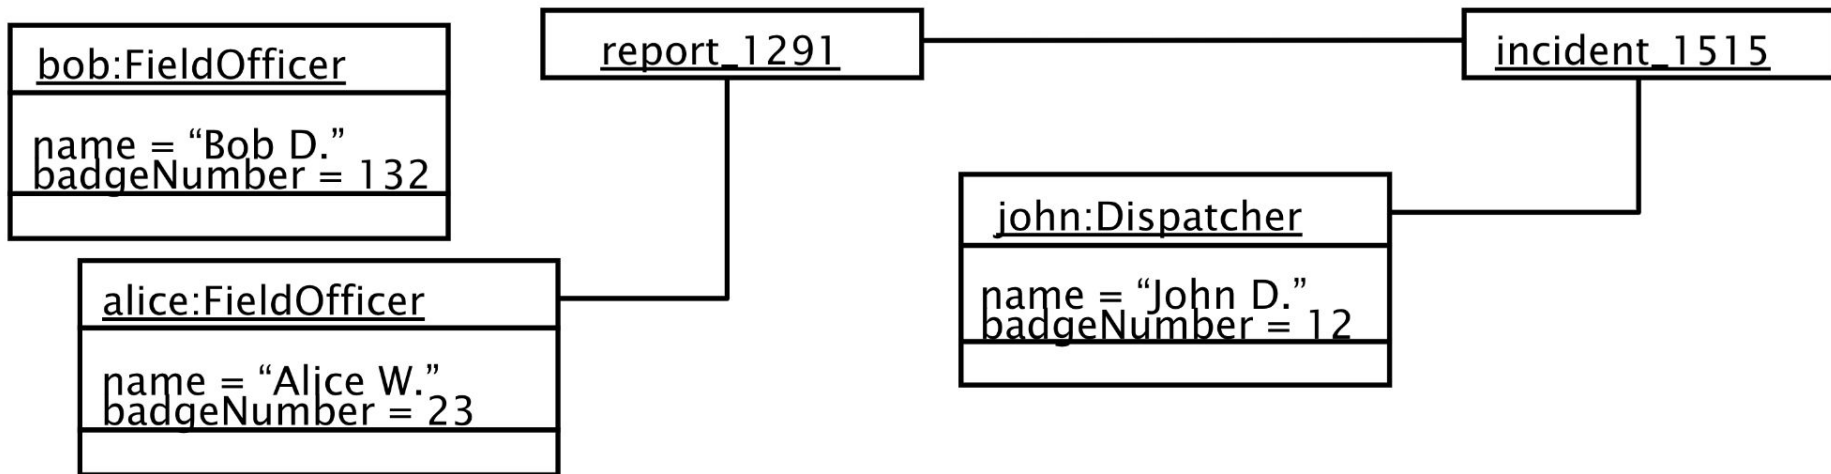 bob:FieldOfficer
name = “Bob D.”
badgeNumber = 132
report_1291
incident_1515
alice:FieldOfficer
name = “Alice W.”
badgeNumber = 23
john:Dispatcher
name = “John D.”
badgeNumber = 12